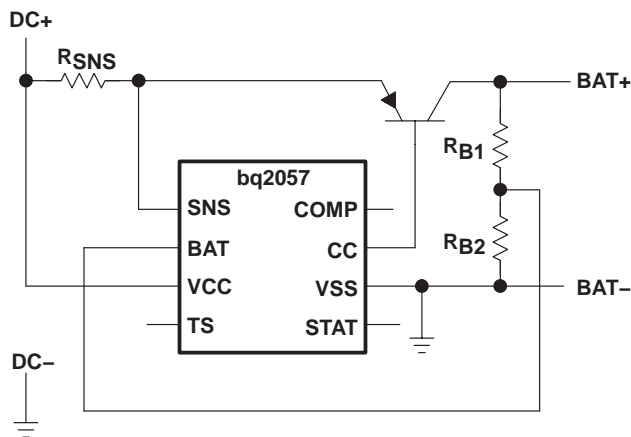 DC+
RSNS
BAT+
RB1
bq2057
SNS
COMP
BAT
CC
RB2
VCC
VSS
BAT−
TS
STAT
DC−